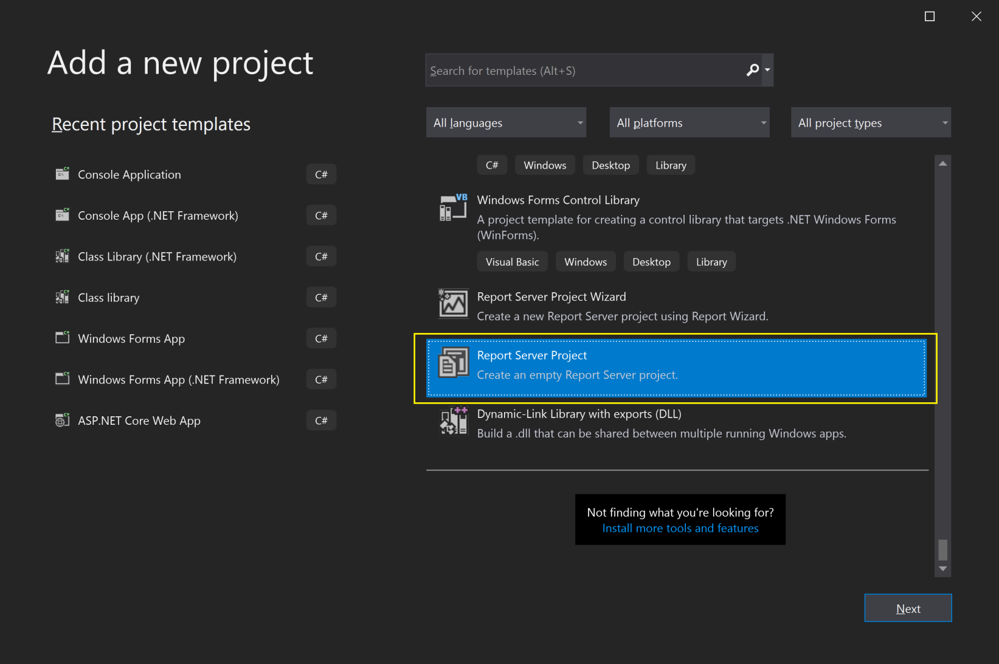 Add a new project
Search for templates (Alt+S)
Recent project templates
All languages
All platforms
All project types
Console Application
C#
Console App (.NET Framework)
C#
Class Library (.NET Framework)
C#
Class library
C#
Windows Forms App
C#
Windows Forms App (.NET Framework)
C#
ASP.NET Core Web App
C#
C#
Windows
Desktop
Library
VB
Windows Forms Control Library
A project template for creating a control library that targets .NET Windows Forms
(WinForms).
Visual Basic
Windows
Desktop
Library
Report Server Project Wizard
Create a new Report Server project using Report Wizard.
Report Server Project
Create an empty Report Server project.
++
Dynamic-Link Library with exports (DLL)
Build a .dll that can be shared between multiple running Windows apps.
Not finding what you're looking for?
Install more tools and features
Next